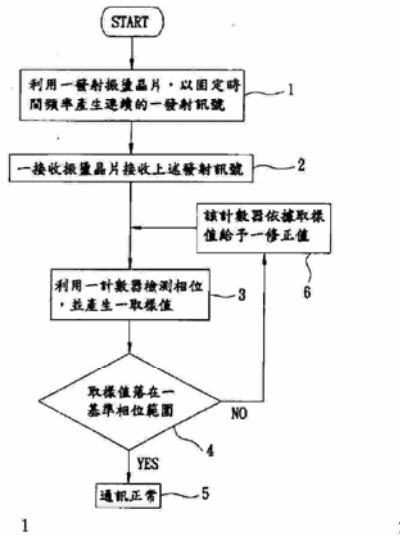 START
利用一發射振盪晶片，以固定時
間頻率產生連續的一發射訊號
1
一接收振盪晶片接收上述發射訊號
2
該計數器依據取樣
值給予一修正值
6
利用一計數器檢測相位
，並產生一取樣值
3
取樣值落在一
基準相位範圍
NO
4
YES
通訊正常
5
1